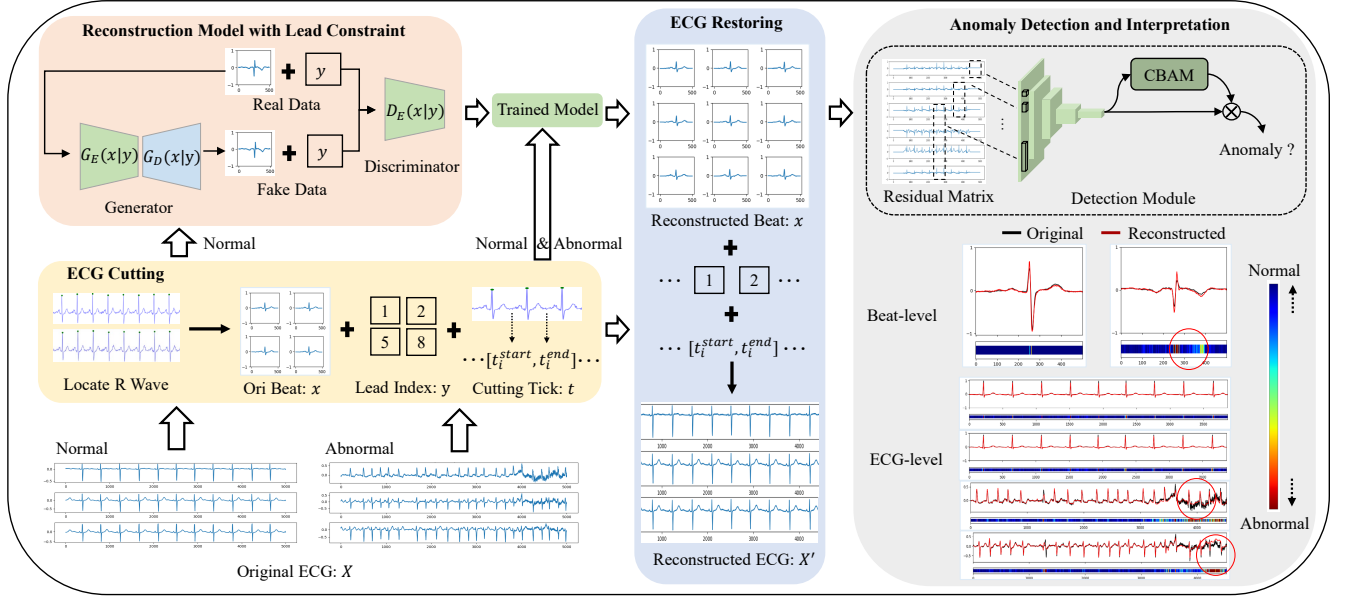 Reconstruction Model with Lead Constraint
Real Data
y
Fake Data
y
G_E(x|y)
G_D(x|y)
Generator
D_E(x|y)
Discriminator
Trained Model
Normal
Normal & Abnormal
ECG Cutting
Locate R Wave
Ori Beat: x
1 2
5 8
Lead Index: y
···[t_i^{start}, t_i^{end}]···
Cutting Tick: t
Normal
Abnormal
Original ECG: X
ECG Restoring
Reconstructed Beat: x
··· 1 2 ···
··· [t_i^{start}, t_i^{end}] ···
Reconstructed ECG: X′
Anomaly Detection and Interpretation
CBAM
Anomaly ?
Residual Matrix
Detection Module
Original
Reconstructed
Beat-level
ECG-level
Normal
Abnormal